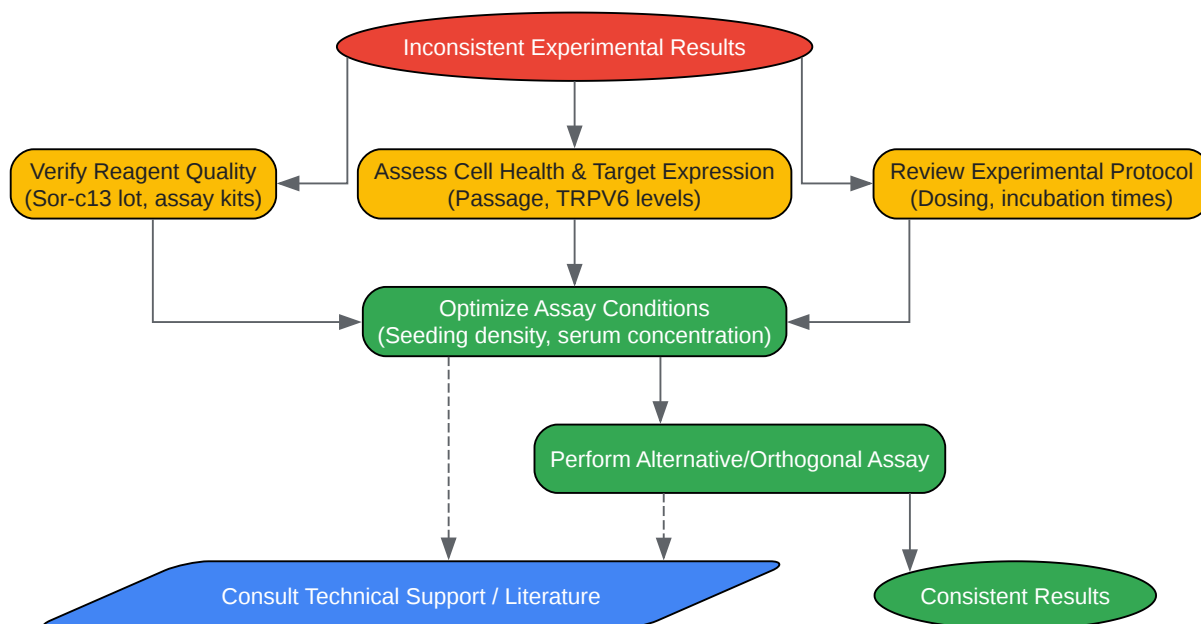 Inconsistent Experimental Results
Verify Reagent Quality
(Sor-c13 lot, assay kits)
Assess Cell Health & Target Expression
(Passage, TRPV6 levels)
Review Experimental Protocol
(Dosing, incubation times)
Optimize Assay Conditions
(Seeding density, serum concentration)
Perform Alternative/Orthogonal Assay
Consult Technical Support / Literature
Consistent Results